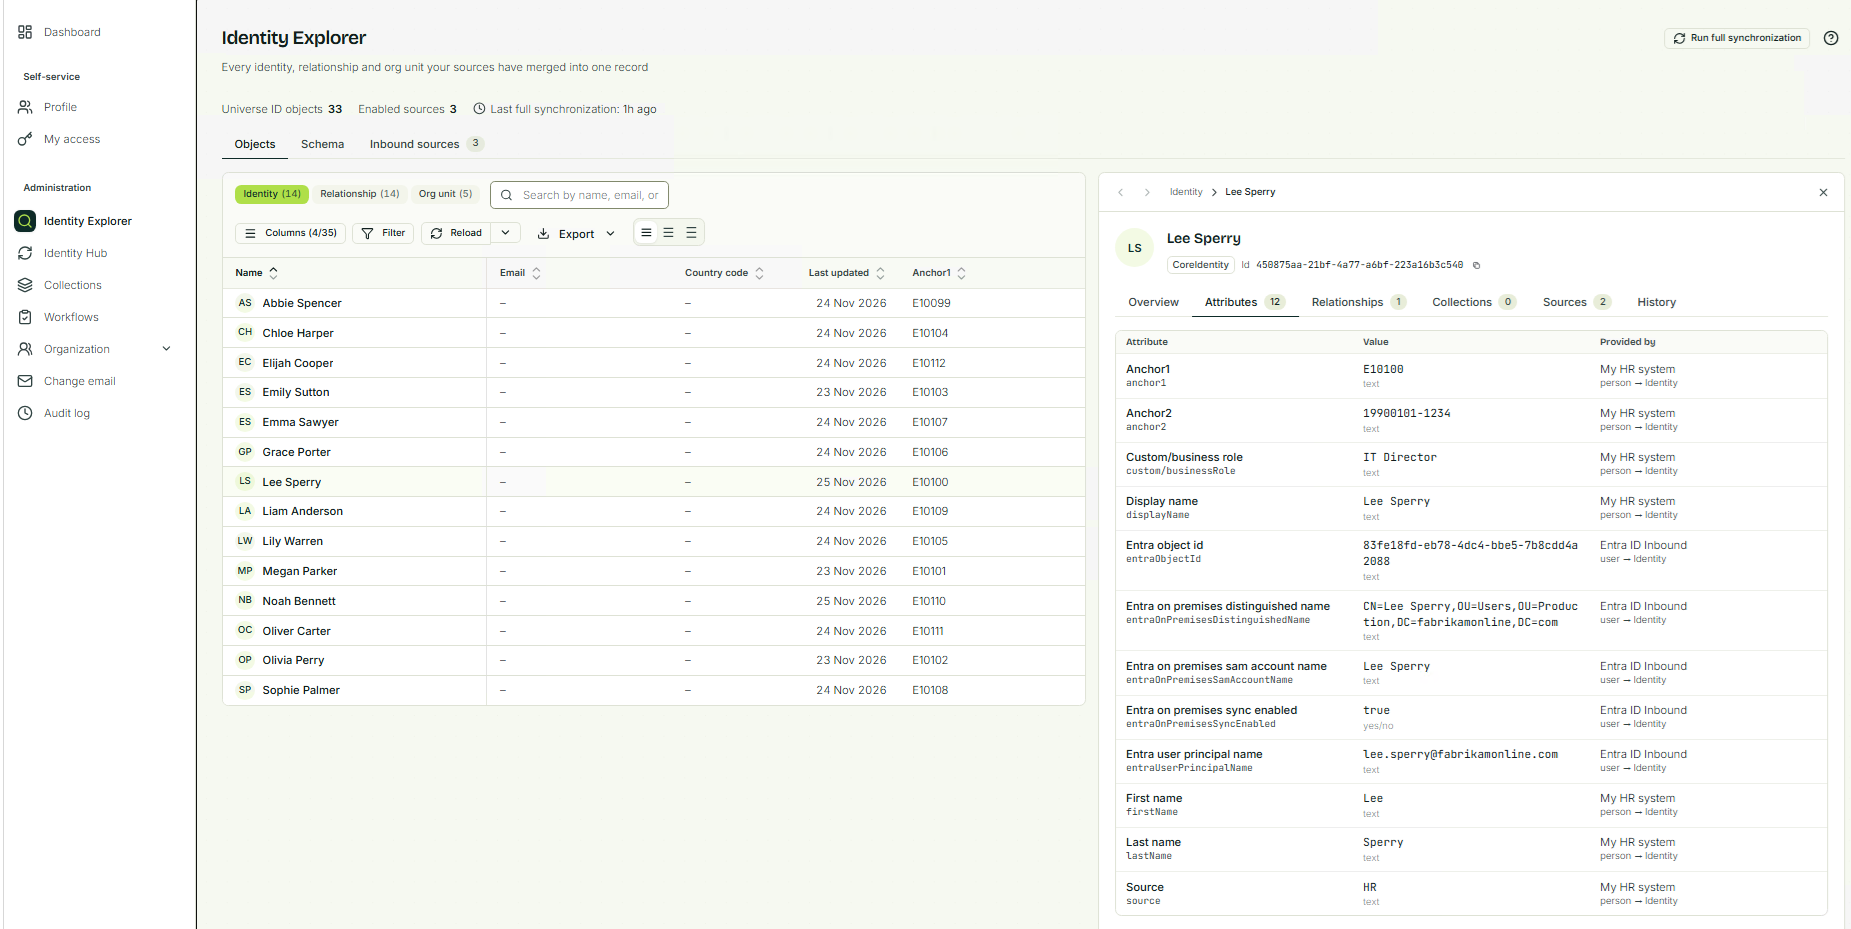 Dashboard
Self-service
Profile
My access
Administration
Identity Explorer
Identity Hub
Collections
Workflows
Organization
Change email
Audit log
Identity Explorer
Run full synchronization
Every identity, relationship and org unit your sources have merged into one record
Universe ID objects 33 Enabled sources 3 Last full synchronization: 1h ago
Objects Schema Inbound sources 3
Identity (14) Relationship (14) Org unit (5) Search by name, email, or
Columns (4/35) Filter Reload Export
Name Email Country code Last updated Anchor1
AS Abbie Spencer – – 24 Nov 2026 E10099
CH Chloe Harper – – 24 Nov 2026 E10104
EC Elijah Cooper – – 24 Nov 2026 E10112
ES Emily Sutton – – 23 Nov 2026 E10103
ES Emma Sawyer – – 24 Nov 2026 E10107
GP Grace Porter – – 24 Nov 2026 E10106
LS Lee Sperry – – 25 Nov 2026 E10100
LA Liam Anderson – – 24 Nov 2026 E10109
LW Lily Warren – – 24 Nov 2026 E10105
MP Megan Parker – – 23 Nov 2026 E10101
NB Noah Bennett – – 25 Nov 2026 E10110
OC Oliver Carter – – 24 Nov 2026 E10111
OP Olivia Perry – – 23 Nov 2026 E10102
SP Sophie Palmer – – 24 Nov 2026 E10108
Identity > Lee Sperry
LS
Lee Sperry
CoreIdentity Id 450875aa-21bf-4a77-a6bf-223a16b3c540
Overview Attributes 12 Relationships 1 Collections 0 Sources 2 History
Attribute Value Provided by
Anchor1 E10100 My HR system
anchor1 text person → Identity
Anchor2 19900101-1234 My HR system
anchor2 text person → Identity
Custom/business role IT Director My HR system
custom/businessRole text person → Identity
Display name Lee Sperry My HR system
displayName text person → Identity
Entra object id 83fe18fd-eb78-4dc4-bbe5-7b8cdd4a Entra ID Inbound
entraObjectId 2088 user → Identity
text
Entra on premises distinguished name CN=Lee Sperry,OU=Users,OU=Produc Entra ID Inbound
entraOnPremisesDistinguishedName tion,DC=fabrikamonline,DC=com user → Identity
text
Entra on premises sam account name Lee Sperry Entra ID Inbound
entraOnPremisesSamAccountName text user → Identity
Entra on premises sync enabled true Entra ID Inbound
entraOnPremisesSyncEnabled yes/no user → Identity
Entra user principal name lee.sperry@fabrikamonline.com Entra ID Inbound
entraUserPrincipalName text user → Identity
First name Lee My HR system
firstName text person → Identity
Last name Sperry My HR system
lastName text person → Identity
Source HR My HR system
source text person → Identity